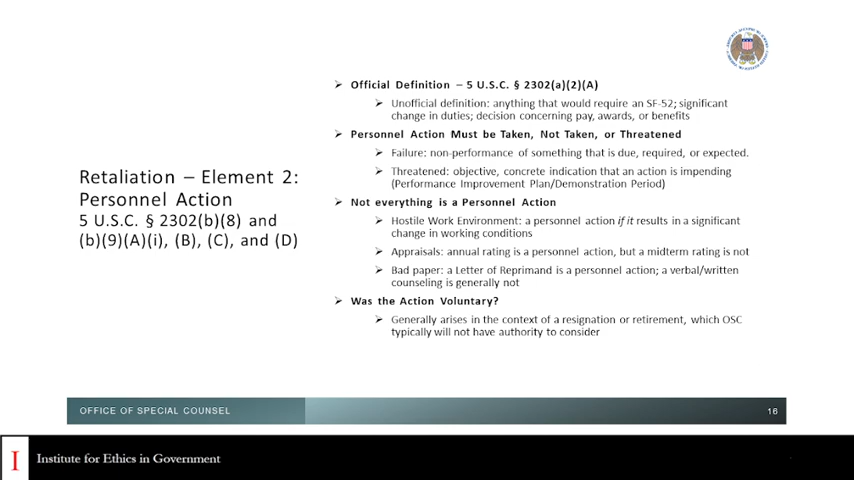 Retaliation – Element 2:
Personnel Action
5 U.S.C. § 2302(b)(8) and
(b)(9)(A)(i), (B), (C), and (D)
➢ Official Definition – 5 U.S.C. § 2302(a)(2)(A)
➢ Unofficial definition: anything that would require an SF-52; significant
change in duties; decision concerning pay, awards, or benefits
➢ Personnel Action Must be Taken, Not Taken, or Threatened
➢ Failure: non-performance of something that is due, required, or expected.
➢ Threatened: objective, concrete indication that an action is impending
(Performance Improvement Plan/Demonstration Period)
➢ Not everything is a Personnel Action
➢ Hostile Work Environment: a personnel action if it results in a significant
change in working conditions
➢ Appraisals: annual rating is a personnel action, but a midterm rating is not
➢ Bad paper: a Letter of Reprimand is a personnel action; a verbal/written
counseling is generally not
➢ Was the Action Voluntary?
➢ Generally arises in the context of a resignation or retirement, which OSC
typically will not have authority to consider
OFFICE OF SPECIAL COUNSEL
16
I
Institute for Ethics in Government